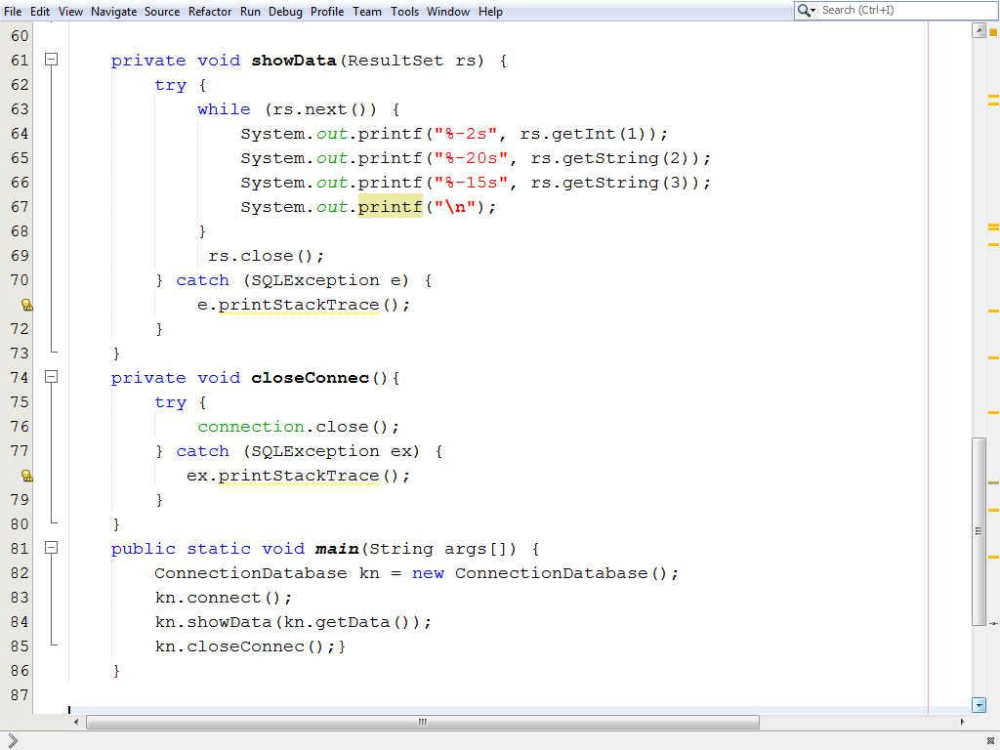 File Edit View Navigate Source Refactor Run Debug Profile Team Tools Window Help Search (Ctrl+I)
60
61 private void showData(ResultSet rs) {
62 try {
63 while (rs.next()) {
64 System.out.printf("%-2s", rs.getInt(1));
65 System.out.printf("%-20s", rs.getString(2));
66 System.out.printf("%-15s", rs.getString(3));
67 System.out.printf("\n");
68 }
69 rs.close();
70 } catch (SQLException e) {
e.printStackTrace();
72 }
73 }
74 private void closeConnec(){
75 try {
76 connection.close();
77 } catch (SQLException ex) {
ex.printStackTrace();
79 }
80 }
81 public static void main(String args[]) {
82 ConnectionDatabase kn = new ConnectionDatabase();
83 kn.connect();
84 kn.showData(kn.getData());
85 kn.closeConnec();}
86 }
87